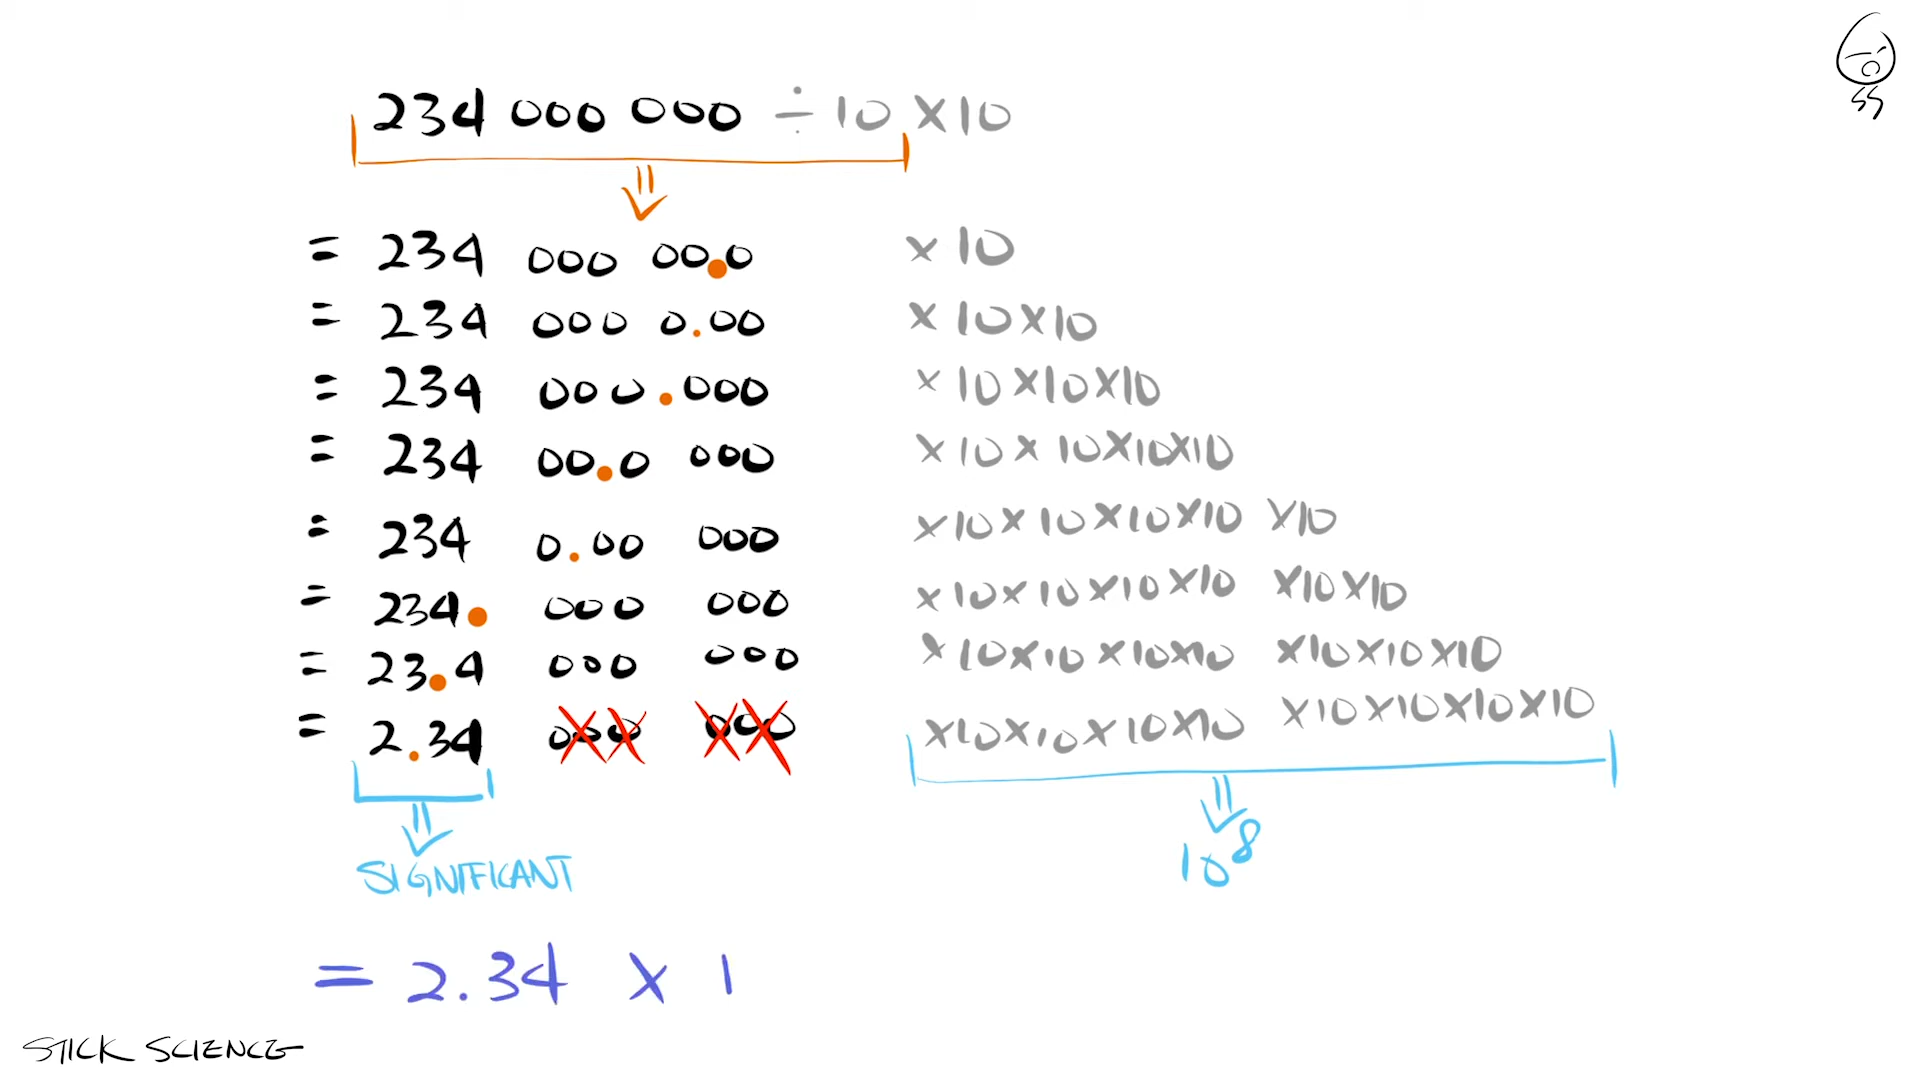 234 000 000 ÷ 10 × 10
= 234 000 00.0 × 10
= 234 000 0.00 × 10 × 10
= 234 000.000 × 10 × 10 × 10
= 234 00.0 000 × 10 × 10 × 10 × 10
= 234 0.00 000 × 10 × 10 × 10 × 10 × 10
= 234. 000 000 × 10 × 10 × 10 × 10 × 10 × 10
= 23.4 000 000 × 10 × 10 × 10 × 10 × 10 × 10 × 10
= 2.34 000 000 × 10 × 10 × 10 × 10 × 10 × 10 × 10 × 10
SIGNIFICANT 10⁸
= 2.34 × 1
STICK SCIENCE
SS